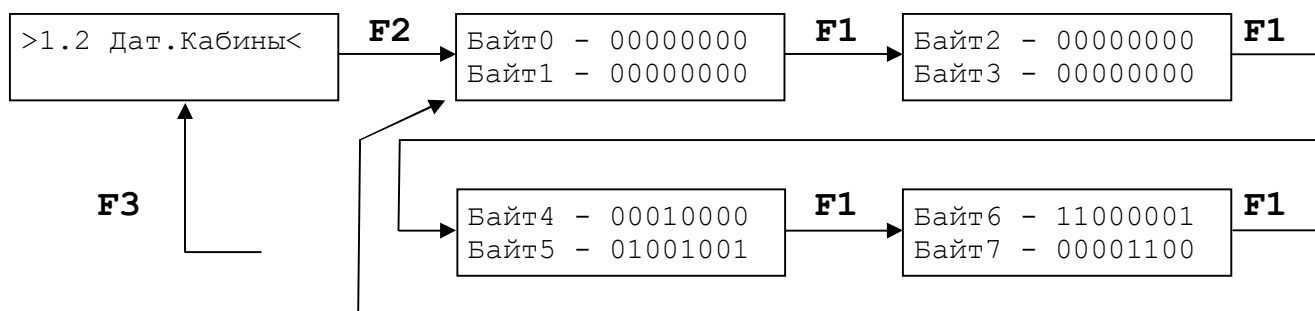 >1.2 Дат.Кабины<
F2
Байт0 - 00000000
Байт1 - 00000000
F1
Байт2 - 00000000
Байт3 - 00000000
F1
F3
Байт4 - 00010000
Байт5 - 01001001
F1
Байт6 - 11000001
Байт7 - 00001100
F1